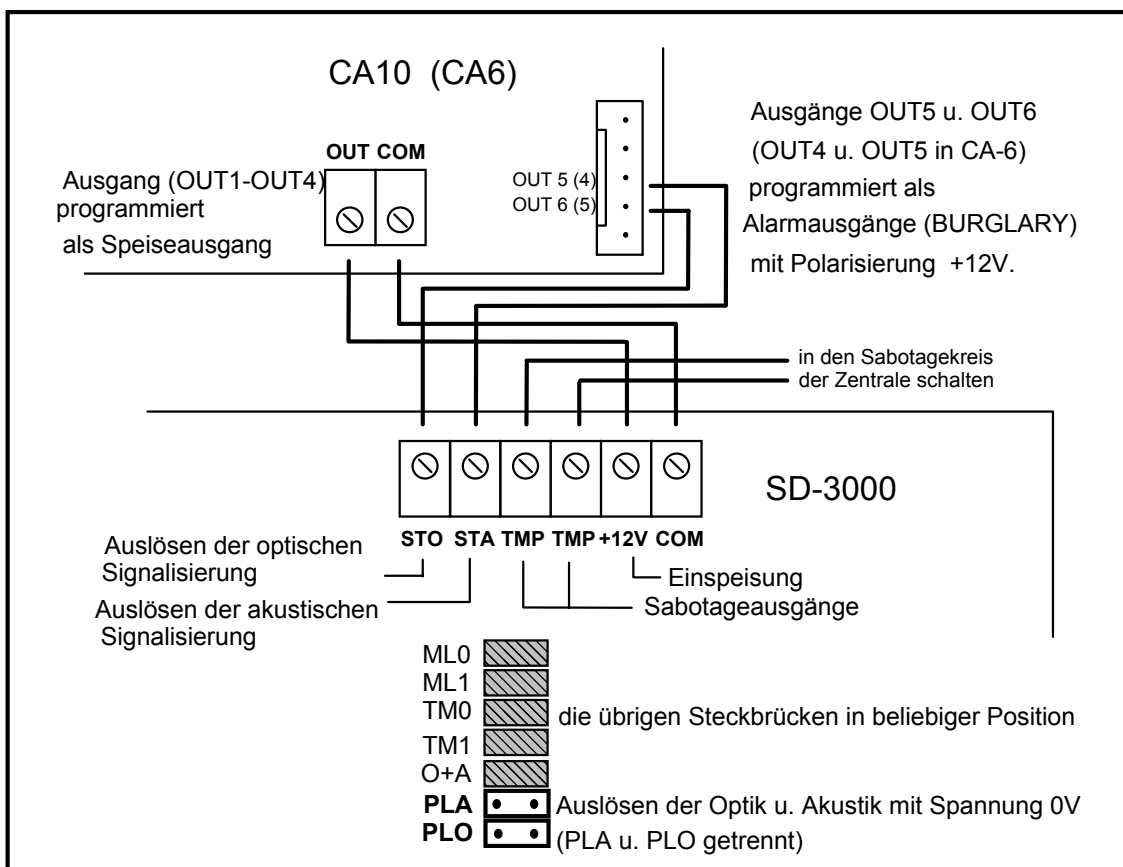 CA10 (CA6)
OUT COM
Ausgang (OUT1-OUT4)
programmiert
als Speiseausgang
OUT 5 (4)
OUT 6 (5)
Ausgänge OUT5 u. OUT6
(OUT4 u. OUT5 in CA-6)
programmiert als
Alarmausgänge (BURGLARY)
mit Polarisierung +12V.
in den Sabotagekreis
der Zentrale schalten
SD-3000
STO STA TMP TMP +12V COM
Auslösen der optischen
Signalisierung
Auslösen der akustischen
Signalisierung
Einspeisung
Sabotageausgänge
ML0
ML1
TM0
TM1
O+A
PLA
PLO
die übrigen Steckbrücken in beliebiger Position
Auslösen der Optik u. Akustik mit Spannung 0V
(PLA u. PLO getrennt)